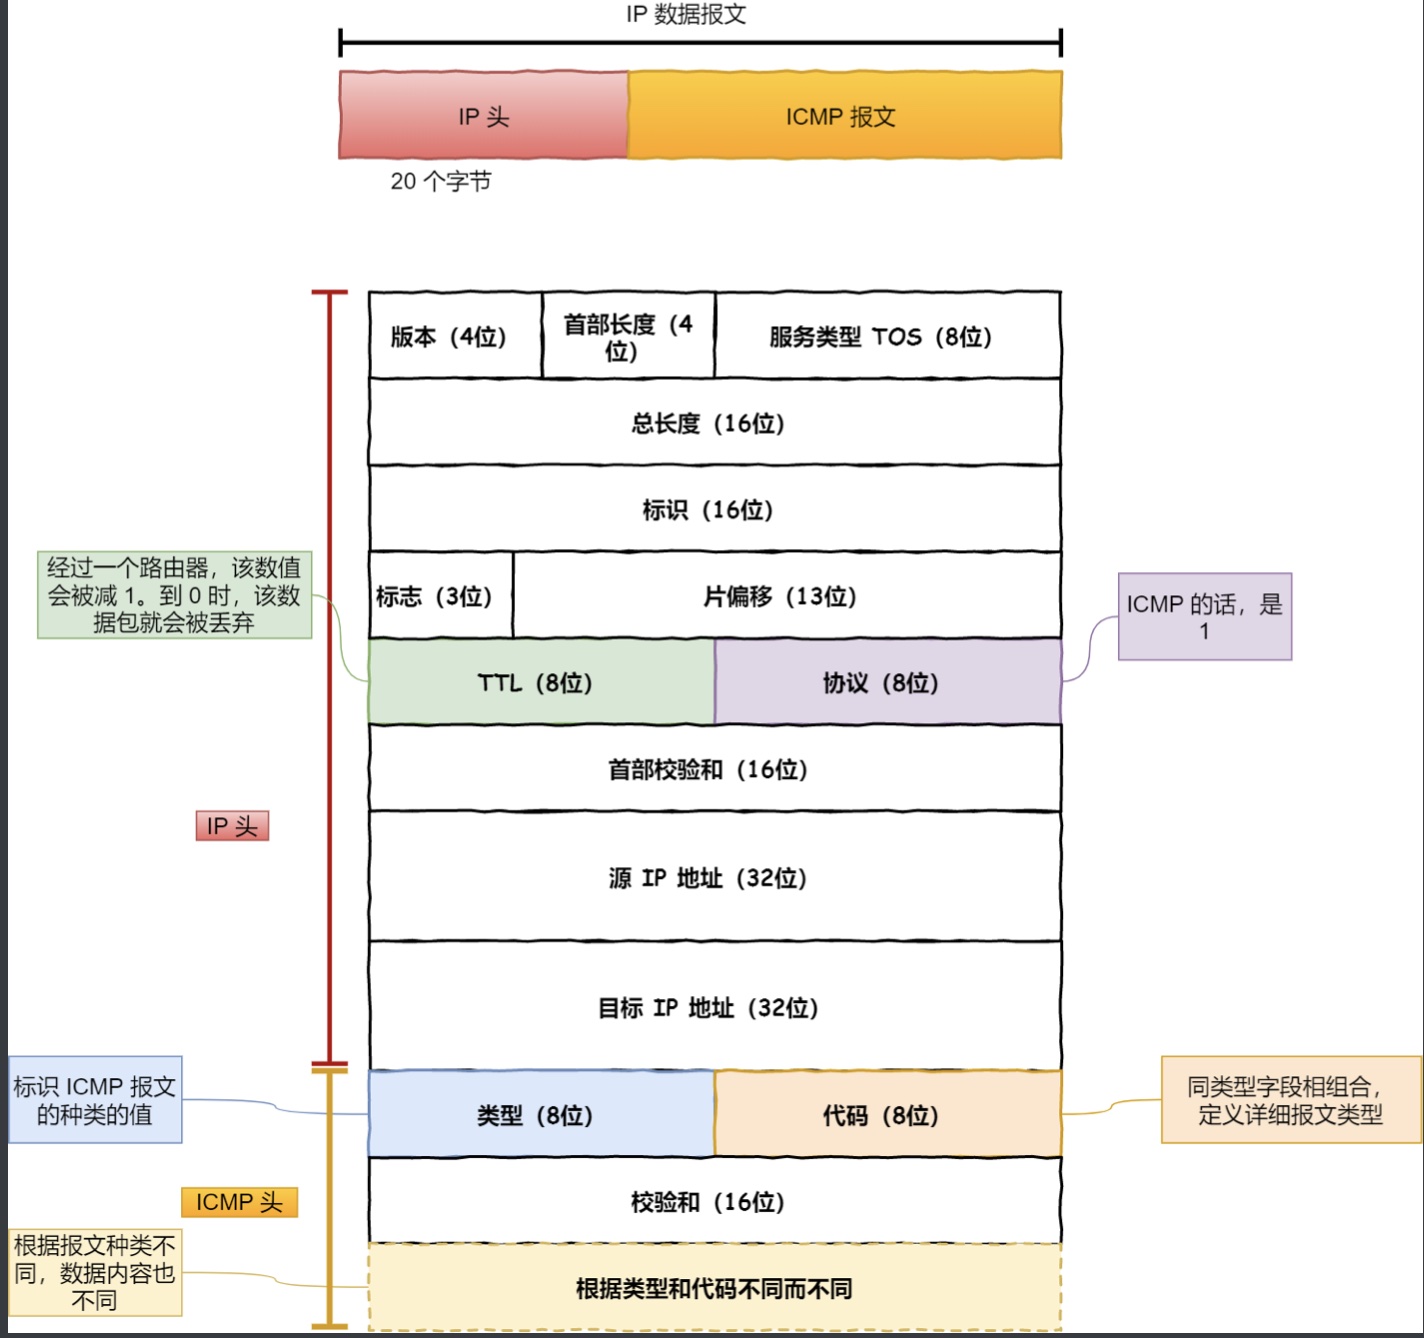 IP 数据报文
IP 头
ICMP 报文
20 个字节
版本（4位）
首部长度（4
位）
服务类型 TOS（8位）
总长度（16位）
标识（16位）
经过一个路由器，该数值
会被减 1。到 0 时，该数
据包就会被丢弃
标志（3位）
片偏移（13位）
ICMP 的话，是
1
TTL（8位）
协议（8位）
首部校验和（16位）
IP 头
源 IP 地址（32位）
目标 IP 地址（32位）
标识 ICMP 报文
的种类的值
类型（8位）
代码（8位）
同类型字段相组合，
定义详细报文类型
ICMP 头
校验和（16位）
根据报文种类不
同，数据内容也
不同
根据类型和代码不同而不同